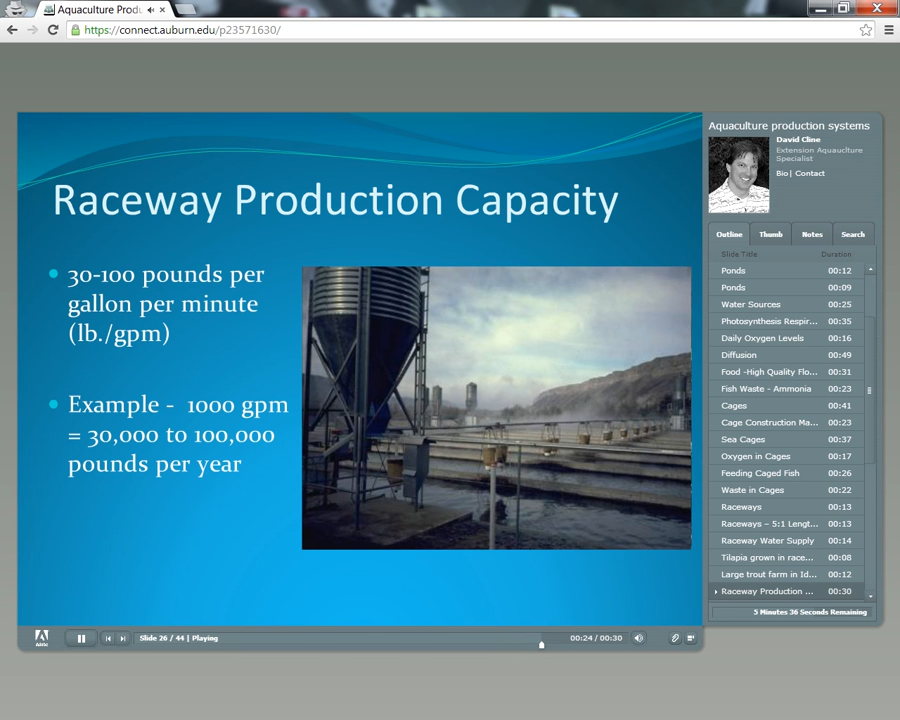 Aquaculture Produ
https://connect.auburn.edu/p23571630/
Raceway Production Capacity
30-100 pounds per
gallon per minute
(lb./gpm)
Example - 1000 gpm
= 30,000 to 100,000
pounds per year
Aquaculture production systems
David Cline
Extension Aquauclture
Specialist
Bio| Contact
Outline Thumb Notes Search
Slide Title Duration
Ponds 00:12
Ponds 00:09
Water Sources 00:25
Photosynthesis Respir... 00:35
Daily Oxygen Levels 00:16
Diffusion 00:49
Food -High Quality Flo... 00:31
Fish Waste - Ammonia 00:23
Cages 00:41
Cage Construction Ma... 00:23
Sea Cages 00:37
Oxygen in Cages 00:17
Feeding Caged Fish 00:26
Waste in Cages 00:22
Raceways 00:13
Raceways – 5:1 Lengt... 00:13
Raceway Water Supply 00:14
Tilapia grown in race... 00:08
Large trout farm in Id... 00:12
Raceway Production ... 00:30
5 Minutes 36 Seconds Remaining
Adobe
Slide 26 / 44 | Playing
00:24 / 00:30